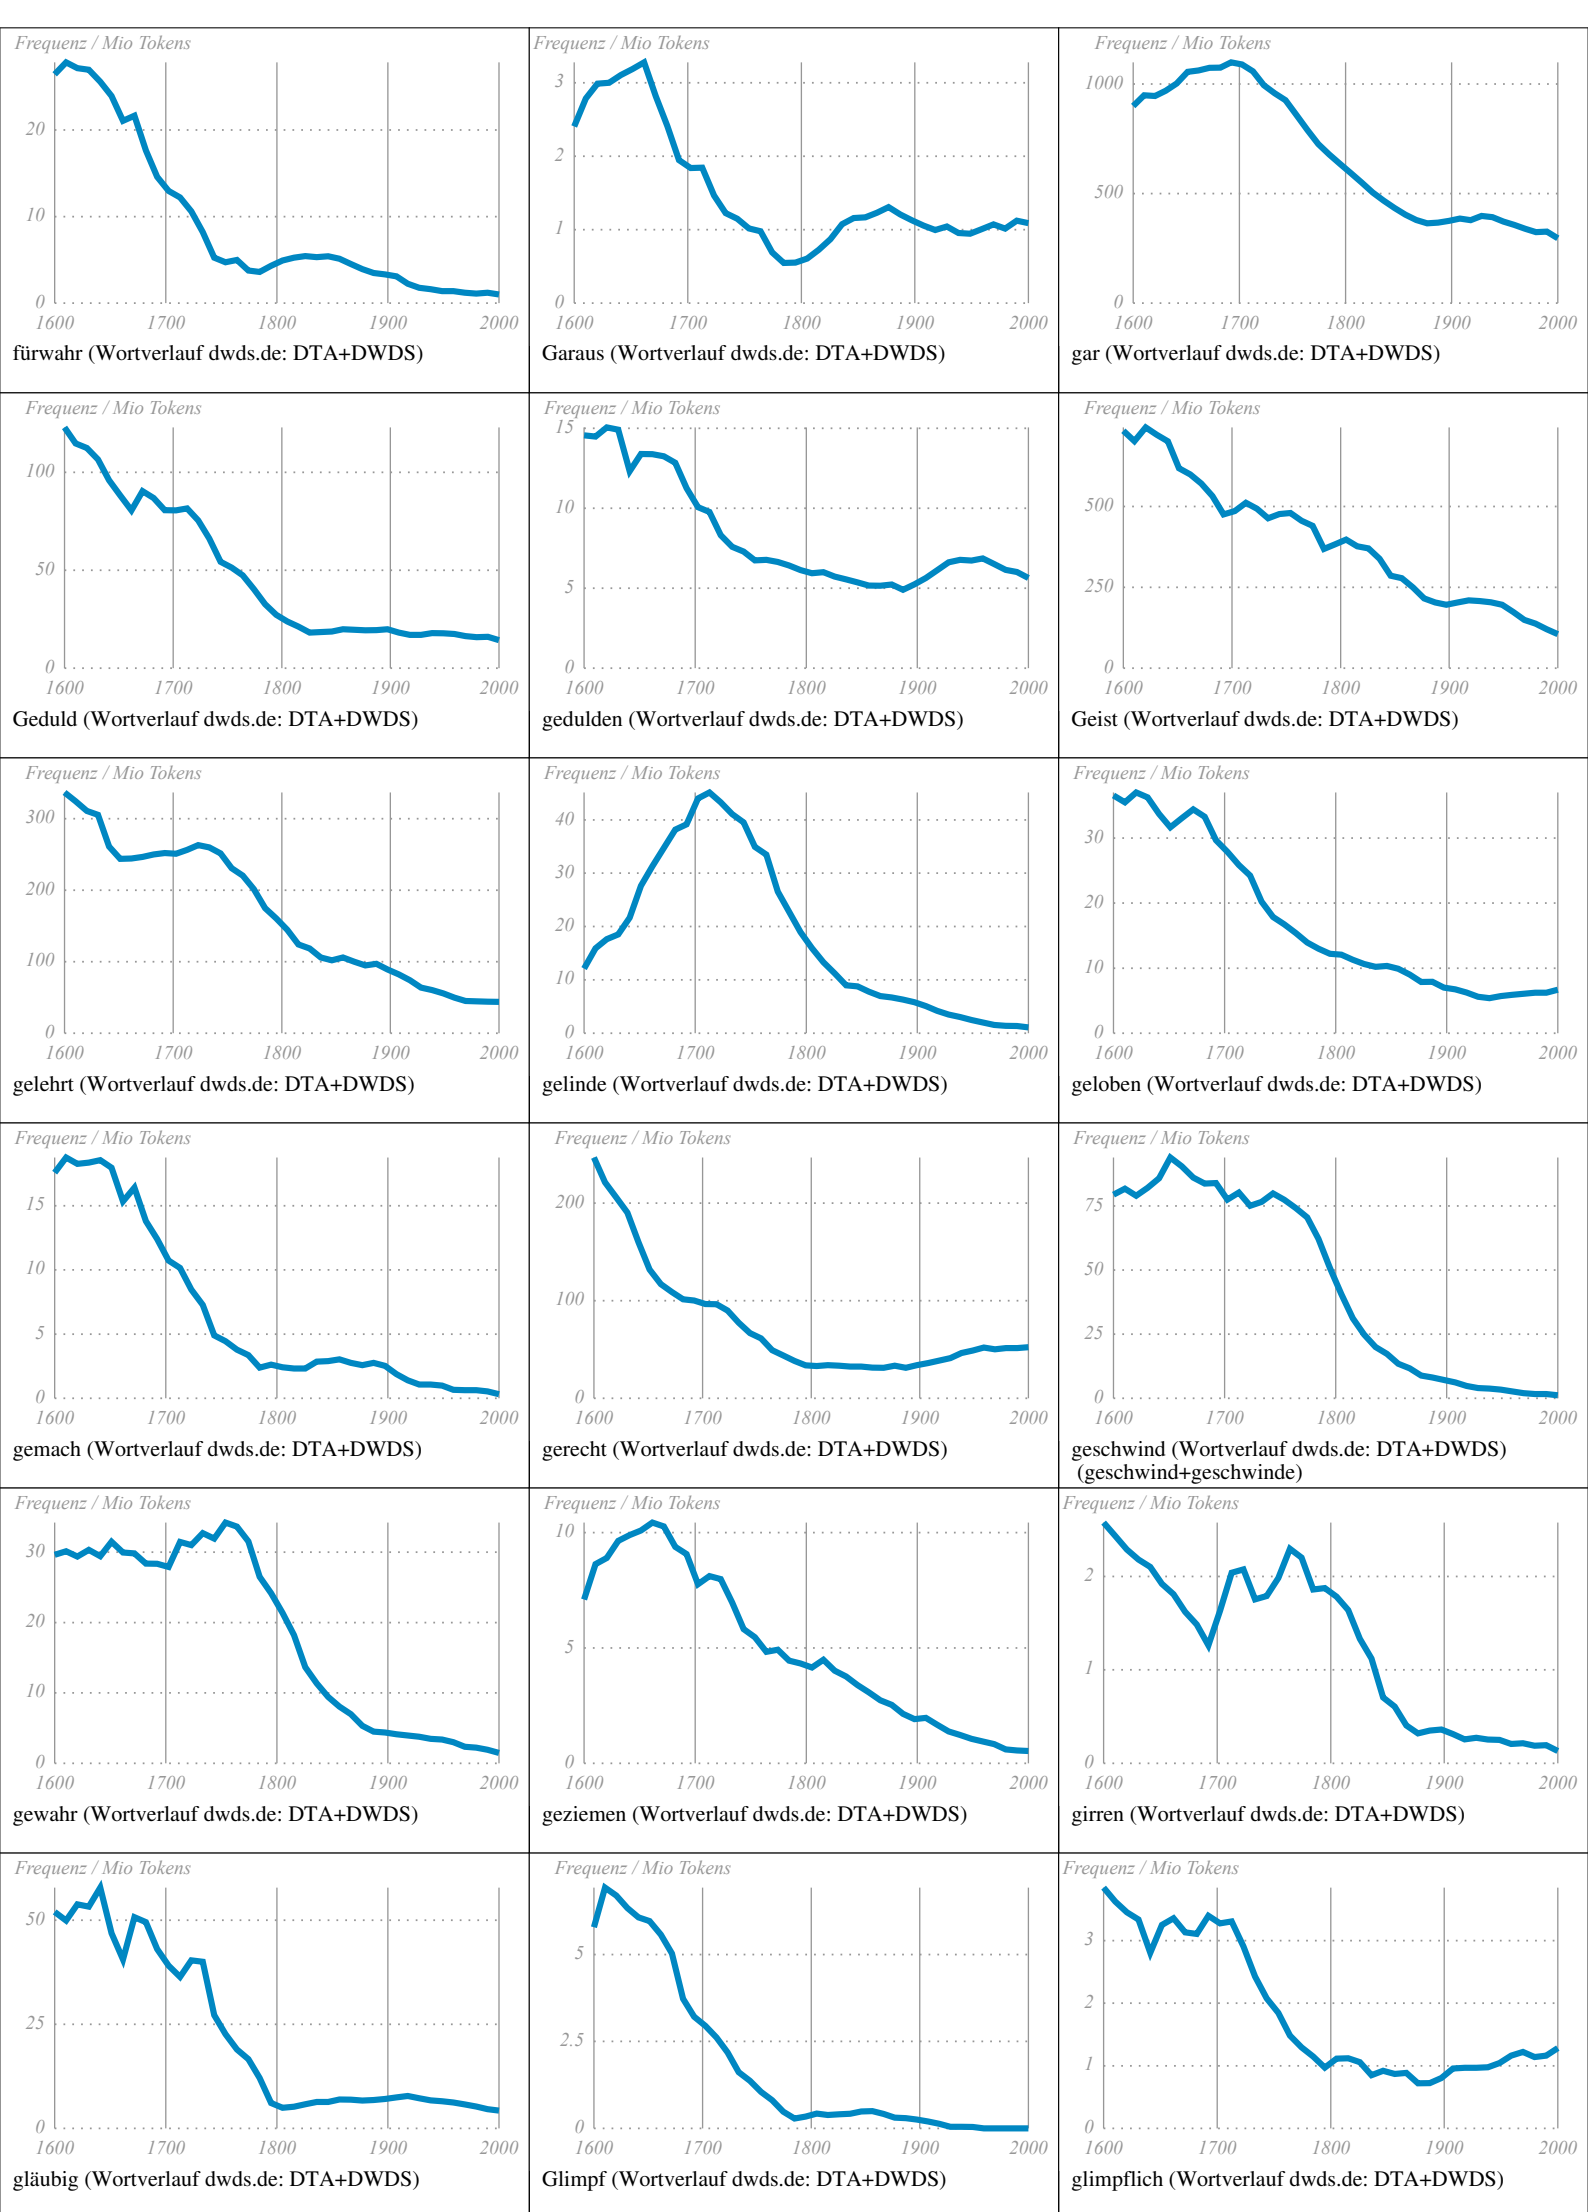 Frequenz / Mio Tokens
20
10
0
1600 1700 1800 1900 2000
fürwahr (Wortverlauf dwds.de: DTA+DWDS)
Frequenz / Mio Tokens
3
2
1
0
1600 1700 1800 1900 2000
Garaus (Wortverlauf dwds.de: DTA+DWDS)
Frequenz / Mio Tokens
1000
500
0
1600 1700 1800 1900 2000
gar (Wortverlauf dwds.de: DTA+DWDS)
Frequenz / Mio Tokens
100
50
0
1600 1700 1800 1900 2000
Geduld (Wortverlauf dwds.de: DTA+DWDS)
Frequenz / Mio Tokens
15
10
5
0
1600 1700 1800 1900 2000
gedulden (Wortverlauf dwds.de: DTA+DWDS)
Frequenz / Mio Tokens
500
250
0
1600 1700 1800 1900 2000
Geist (Wortverlauf dwds.de: DTA+DWDS)
Frequenz / Mio Tokens
300
200
100
0
1600 1700 1800 1900 2000
gelehrt (Wortverlauf dwds.de: DTA+DWDS)
Frequenz / Mio Tokens
40
30
20
10
0
1600 1700 1800 1900 2000
gelinde (Wortverlauf dwds.de: DTA+DWDS)
Frequenz / Mio Tokens
30
20
10
0
1600 1700 1800 1900 2000
geloben (Wortverlauf dwds.de: DTA+DWDS)
Frequenz / Mio Tokens
15
10
5
0
1600 1700 1800 1900 2000
gemach (Wortverlauf dwds.de: DTA+DWDS)
Frequenz / Mio Tokens
200
100
0
1600 1700 1800 1900 2000
gerecht (Wortverlauf dwds.de: DTA+DWDS)
Frequenz / Mio Tokens
75
50
25
0
1600 1700 1800 1900 2000
geschwind (Wortverlauf dwds.de: DTA+DWDS)
(geschwind+geschwinde)
Frequenz / Mio Tokens
30
20
10
0
1600 1700 1800 1900 2000
gewahr (Wortverlauf dwds.de: DTA+DWDS)
Frequenz / Mio Tokens
10
5
0
1600 1700 1800 1900 2000
geziemen (Wortverlauf dwds.de: DTA+DWDS)
Frequenz / Mio Tokens
2
1
0
1600 1700 1800 1900 2000
girren (Wortverlauf dwds.de: DTA+DWDS)
Frequenz / Mio Tokens
50
25
0
1600 1700 1800 1900 2000
gläubig (Wortverlauf dwds.de: DTA+DWDS)
Frequenz / Mio Tokens
5
2.5
0
1600 1700 1800 1900 2000
Glimpf (Wortverlauf dwds.de: DTA+DWDS)
Frequenz / Mio Tokens
3
2
1
0
1600 1700 1800 1900 2000
glimpflich (Wortverlauf dwds.de: DTA+DWDS)